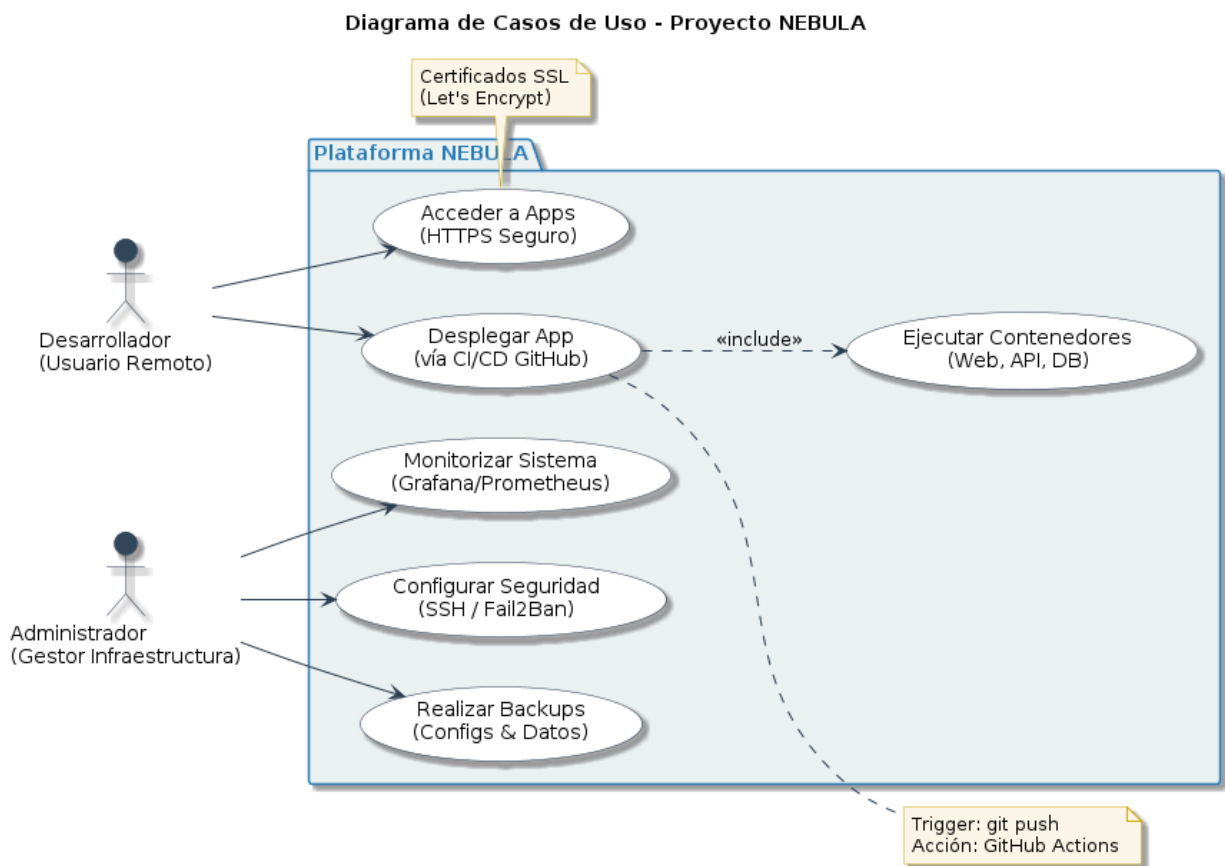 Diagrama de Casos de Uso - Proyecto NEBULA
Certificados SSL
(Let's Encrypt)
Plataforma NEBULA
Acceder a Apps
(HTTPS Seguro)
Desarrollador
(Usuario Remoto)
Desplegar App
(vía CI/CD GitHub)
«include»
Ejecutar Contenedores
(Web, API, DB)
Monitorizar Sistema
(Grafana/Prometheus)
Administrador
(Gestor Infraestructura)
Configurar Seguridad
(SSH / Fail2Ban)
Realizar Backups
(Configs & Datos)
Trigger: git push
Acción: GitHub Actions